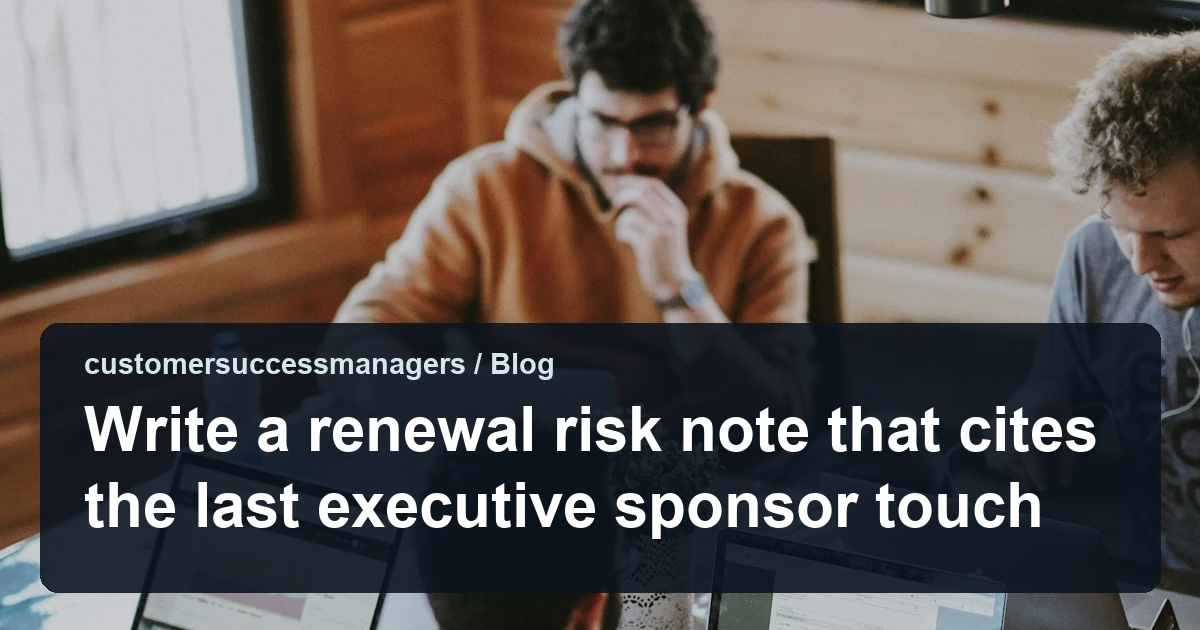 customersuccessmanagers / Blog
Write a renewal risk note that cites
the last executive sponsor touch